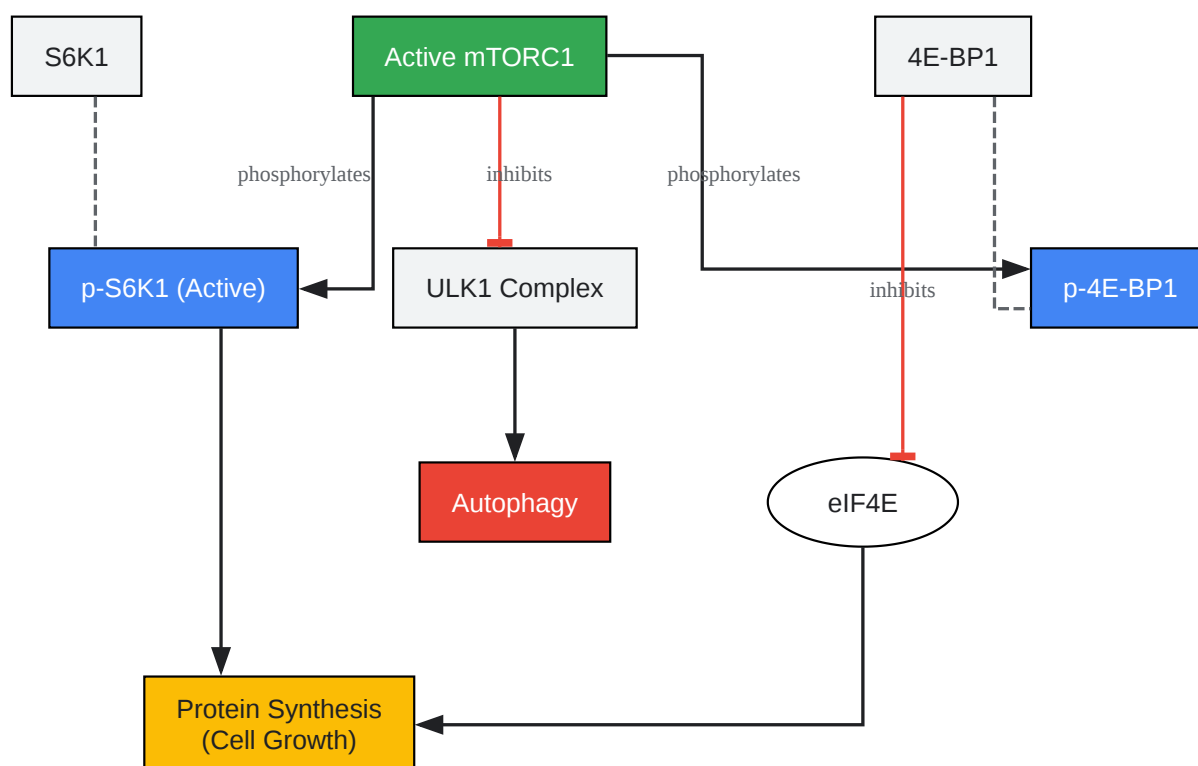 S6K1
Active mTORC1
4E-BP1
phosphorylates
inhibits
phosphorylates
p-S6K1 (Active)
ULK1 Complex
inhibits
p-4E-BP1
Autophagy
eIF4E
Protein Synthesis
(Cell Growth)